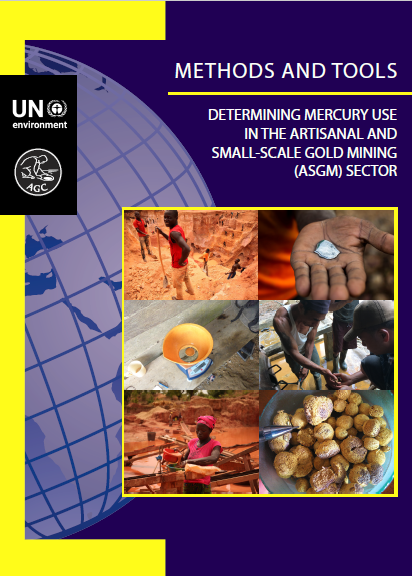 METHODS AND TOOLS
DETERMINING MERCURY USE
IN THE ARTISANAL AND
SMALL-SCALE GOLD MINING
(ASGM) SECTOR
UN
environment
AGC